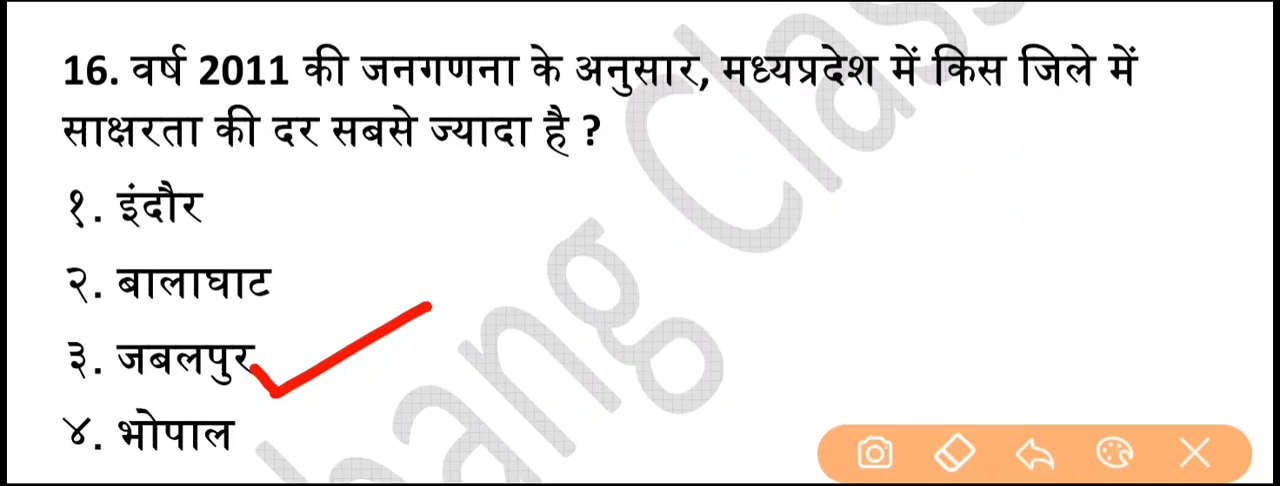 16. वर्ष 2011 की जनगणना के अनुसार, मध्यप्रदेश में किस जिले में
साक्षरता की दर सबसे ज्यादा है ?
१. इंदौर
२. बालाघाट
३. जबलपुर
४. भोपाल